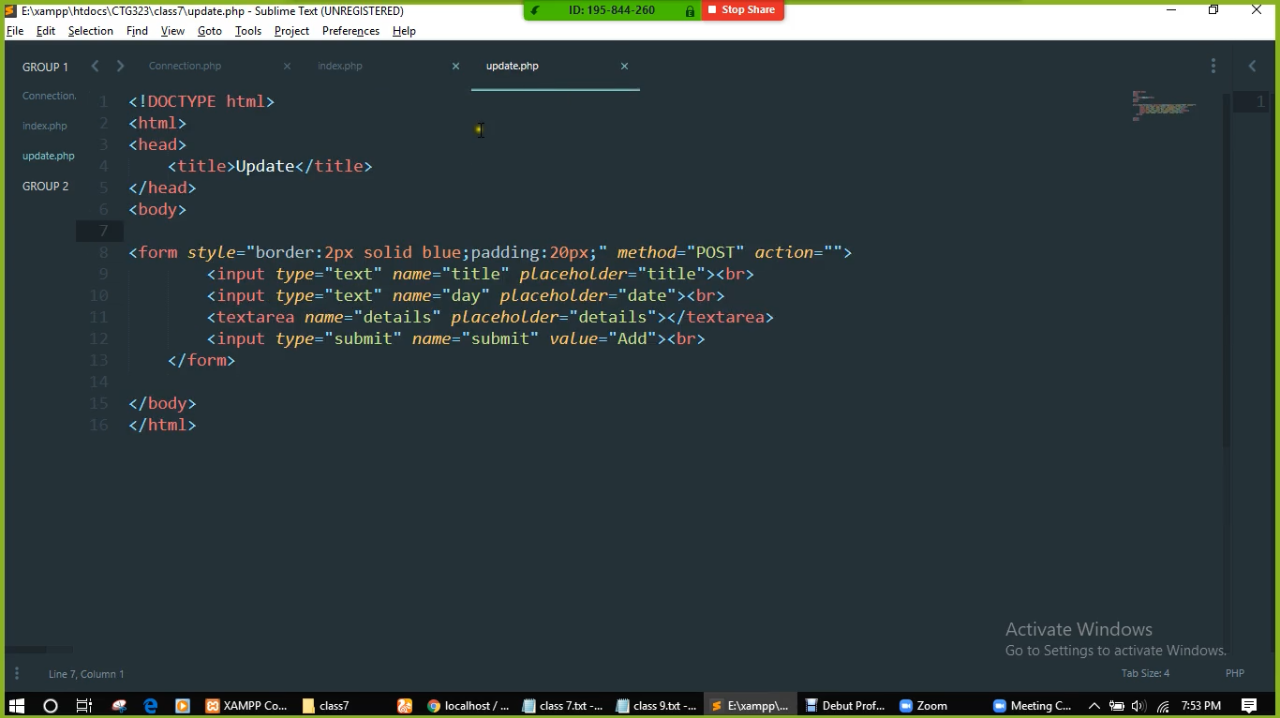 E:\xampp\htdocs\CTG323\class7\update.php - Sublime Text (UNREGISTERED)
ID: 195-844-260
Stop Share
File Edit Selection Find View Goto Tools Project Preferences Help
GROUP 1
Connection.
index.php
update.php
GROUP 2
Connection.php
index.php
update.php
1 <!DOCTYPE html>
2 <html>
3 <head>
4 <title>Update</title>
5 </head>
6 <body>
7
8 <form style="border:2px solid blue;padding:20px;" method="POST" action="">
9 <input type="text" name="title" placeholder="title"><br>
10 <input type="text" name="day" placeholder="date"><br>
11 <textarea name="details" placeholder="details"></textarea>
12 <input type="submit" name="submit" value="Add"><br>
13 </form>
14
15 </body>
16 </html>
1
Activate Windows
Go to Settings to activate Windows.
Line 7, Column 1
Tab Size: 4
PHP
XAMPP Co...
class7
localhost / ...
class 7.txt -...
class 9.txt -...
E:\xampp\...
Debut Prof...
Zoom
Meeting C...
7:53 PM